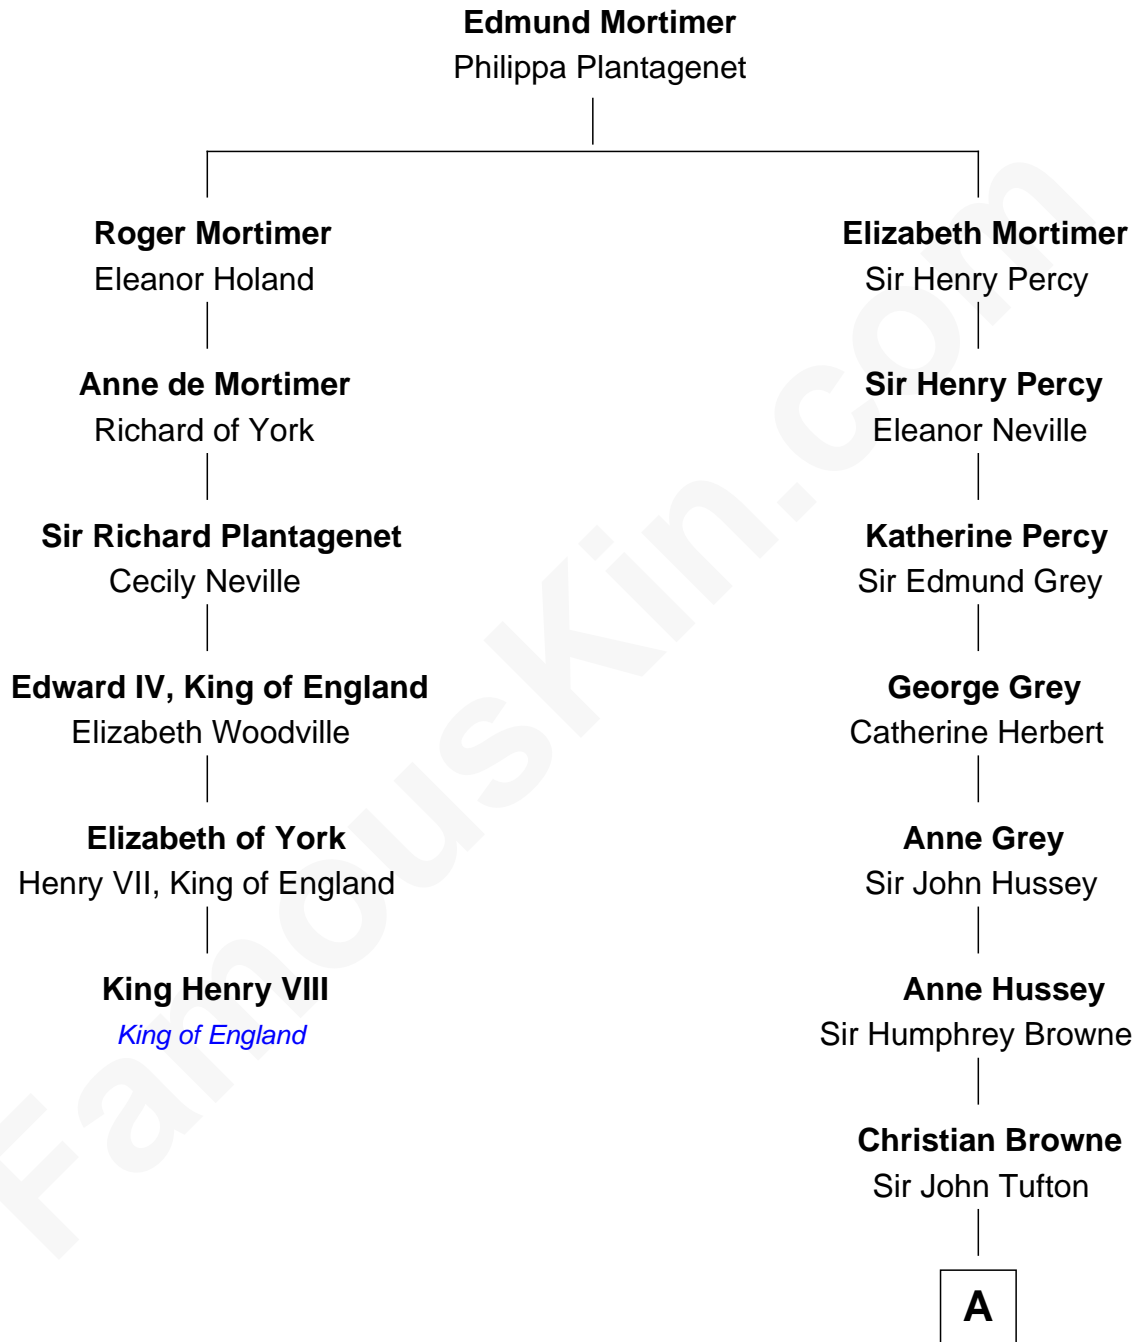 Edmund Mortimer
Philippa Plantagenet
Roger Mortimer
Eleanor Holand
Elizabeth Mortimer
Sir Henry Percy
Anne de Mortimer
Richard of York
Sir Henry Percy
Eleanor Neville
Sir Richard Plantagenet
Cecily Neville
Katherine Percy
Sir Edmund Grey
Edward IV, King of England
Elizabeth Woodville
George Grey
Catherine Herbert
Elizabeth of York
Henry VII, King of England
Anne Grey
Sir John Hussey
King Henry VIII
King of England
Anne Hussey
Sir Humphrey Browne
Christian Browne
Sir John Tufton
A
FamousKin.com